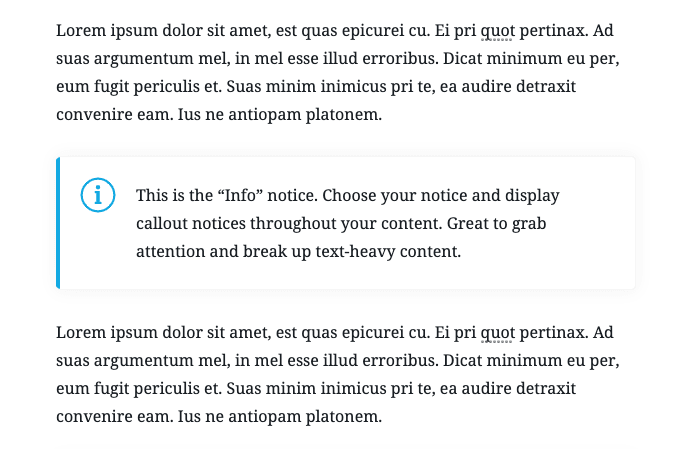 Lorem ipsum dolor sit amet, est quas epicurei cu. Ei pri quot pertinax. Ad
suas argumentum mel, in mel esse illud erroribus. Dicat minimum eu per,
eum fugit periculis et. Suas minim inimicus pri te, ea audire detraxit
convenire eam. Ius ne antiopam platonem.
This is the “Info” notice. Choose your notice and display
callout notices throughout your content. Great to grab
attention and break up text-heavy content.
Lorem ipsum dolor sit amet, est quas epicurei cu. Ei pri quot pertinax. Ad
suas argumentum mel, in mel esse illud erroribus. Dicat minimum eu per,
eum fugit periculis et. Suas minim inimicus pri te, ea audire detraxit
convenire eam. Ius ne antiopam platonem.